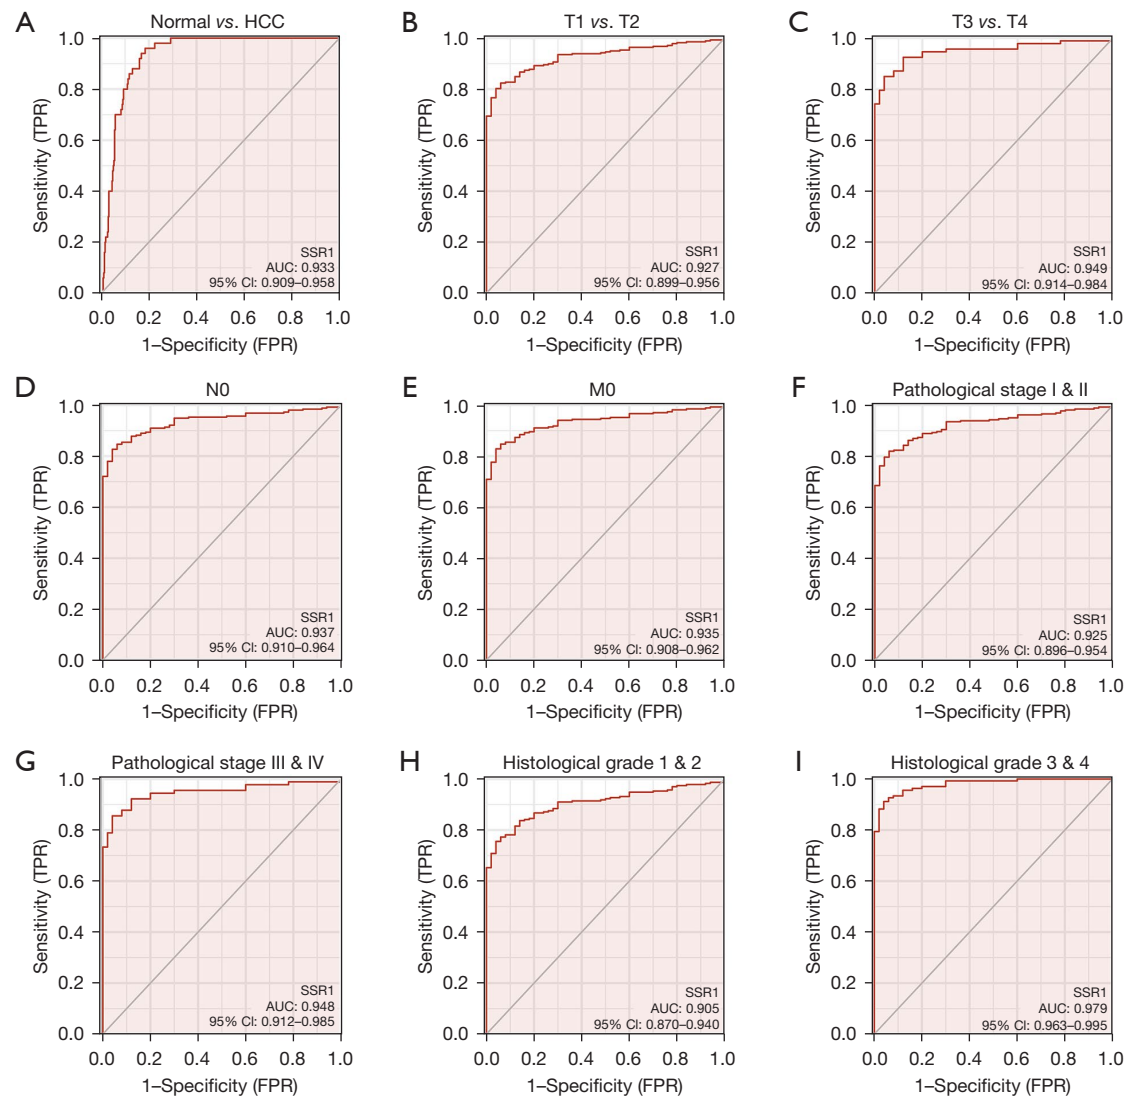 A
Normal vs. HCC
Sensitivity (TPR)
1.0
0.8
0.6
0.4
0.2
0.0
SSR1
AUC: 0.933
95% CI: 0.909–0.958
0.0 0.2 0.4 0.6 0.8 1.0
1–Specificity (FPR)
B
T1 vs. T2
Sensitivity (TPR)
1.0
0.8
0.6
0.4
0.2
0.0
SSR1
AUC: 0.927
95% CI: 0.899–0.956
0.0 0.2 0.4 0.6 0.8 1.0
1–Specificity (FPR)
C
T3 vs. T4
Sensitivity (TPR)
1.0
0.8
0.6
0.4
0.2
0.0
SSR1
AUC: 0.949
95% CI: 0.914–0.984
0.0 0.2 0.4 0.6 0.8 1.0
1–Specificity (FPR)
D
N0
Sensitivity (TPR)
1.0
0.8
0.6
0.4
0.2
0.0
SSR1
AUC: 0.937
95% CI: 0.910–0.964
0.0 0.2 0.4 0.6 0.8 1.0
1–Specificity (FPR)
E
M0
Sensitivity (TPR)
1.0
0.8
0.6
0.4
0.2
0.0
SSR1
AUC: 0.935
95% CI: 0.908–0.962
0.0 0.2 0.4 0.6 0.8 1.0
1–Specificity (FPR)
F
Pathological stage I & II
Sensitivity (TPR)
1.0
0.8
0.6
0.4
0.2
0.0
SSR1
AUC: 0.925
95% CI: 0.896–0.954
0.0 0.2 0.4 0.6 0.8 1.0
1–Specificity (FPR)
G
Pathological stage III & IV
Sensitivity (TPR)
1.0
0.8
0.6
0.4
0.2
0.0
SSR1
AUC: 0.948
95% CI: 0.912–0.985
0.0 0.2 0.4 0.6 0.8 1.0
1–Specificity (FPR)
H
Histological grade 1 & 2
Sensitivity (TPR)
1.0
0.8
0.6
0.4
0.2
0.0
SSR1
AUC: 0.905
95% CI: 0.870–0.940
0.0 0.2 0.4 0.6 0.8 1.0
1–Specificity (FPR)
I
Histological grade 3 & 4
Sensitivity (TPR)
1.0
0.8
0.6
0.4
0.2
0.0
SSR1
AUC: 0.979
95% CI: 0.963–0.995
0.0 0.2 0.4 0.6 0.8 1.0
1–Specificity (FPR)